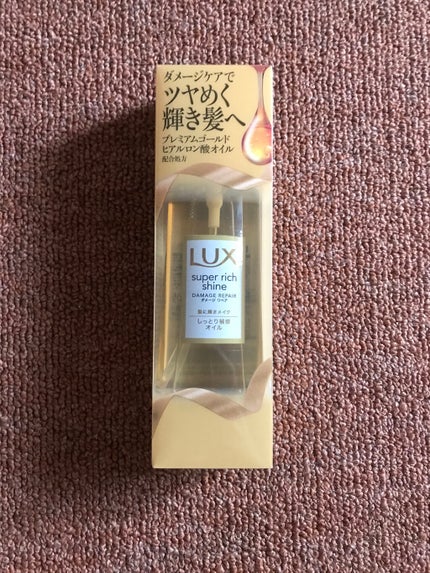 ダメージケアで
ツヤめく
輝き髪へ
プレミアムゴールド
ヒアルロン酸オイル
配合処方
LUX
super rich
shine
DAMAGE REPAIR
ダメージ リペア
髪に輝きメイク
しっとり補修
オイル